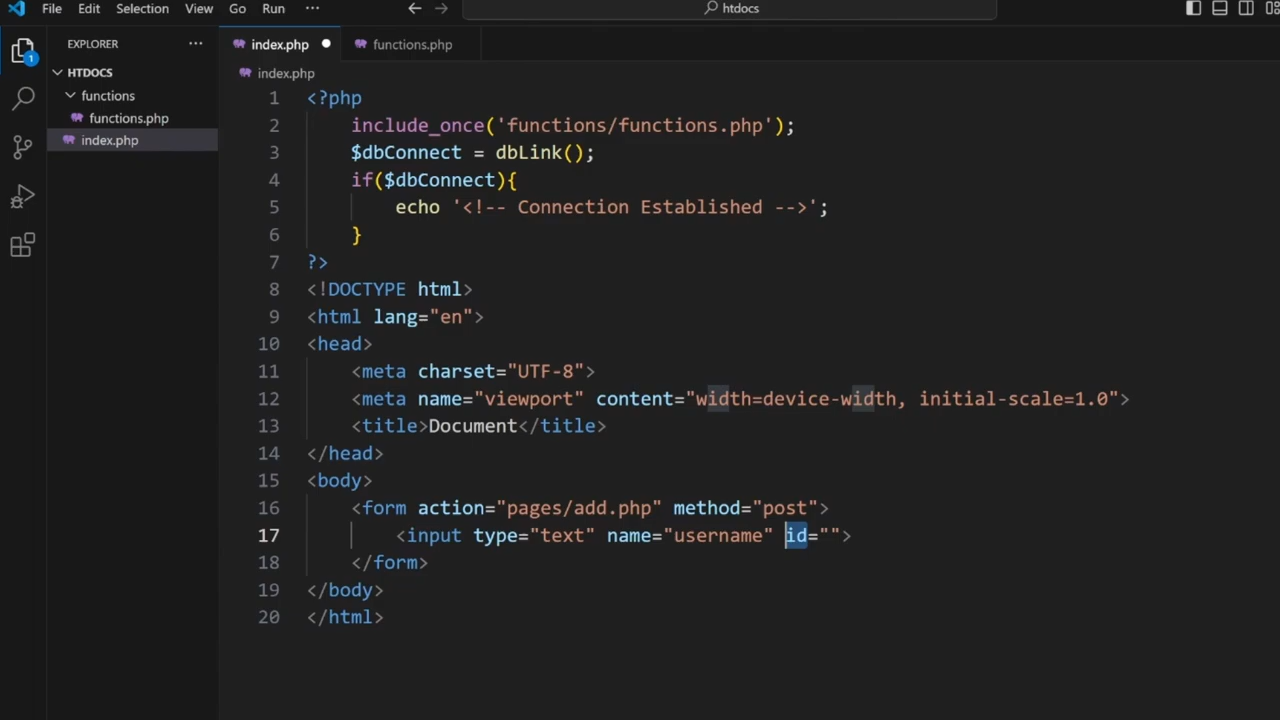 File Edit Selection View Go Run ··· htdocs
EXPLORER ···
1
HTDOCS
functions
functions.php
index.php
index.php functions.php
index.php
1 <?php
2 include_once('functions/functions.php');
3 $dbConnect = dbLink();
4 if($dbConnect){
5 echo '<!-- Connection Established -->';
6 }
7 ?>
8 <!DOCTYPE html>
9 <html lang="en">
10 <head>
11 <meta charset="UTF-8">
12 <meta name="viewport" content="width=device-width, initial-scale=1.0">
13 <title>Document</title>
14 </head>
15 <body>
16 <form action="pages/add.php" method="post">
17 <input type="text" name="username" id="">
18 </form>
19 </body>
20 </html>